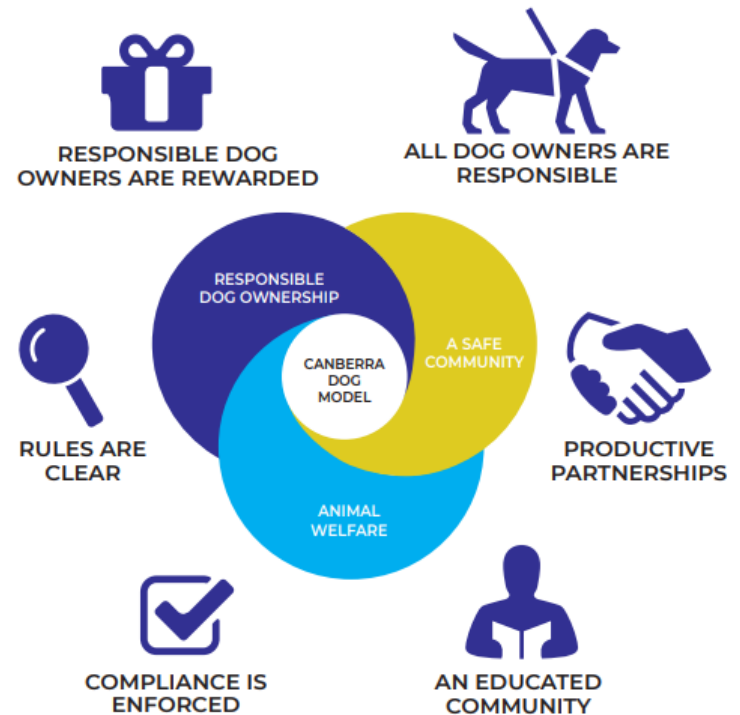 RESPONSIBLE DOG
OWNERS ARE REWARDED
ALL DOG OWNERS ARE
RESPONSIBLE
RESPONSIBLE
DOG OWNERSHIP
A SAFE
COMMUNITY
CANBERRA
DOG
MODEL
RULES ARE
CLEAR
PRODUCTIVE
PARTNERSHIPS
ANIMAL
WELFARE
COMPLIANCE IS
ENFORCED
AN EDUCATED
COMMUNITY